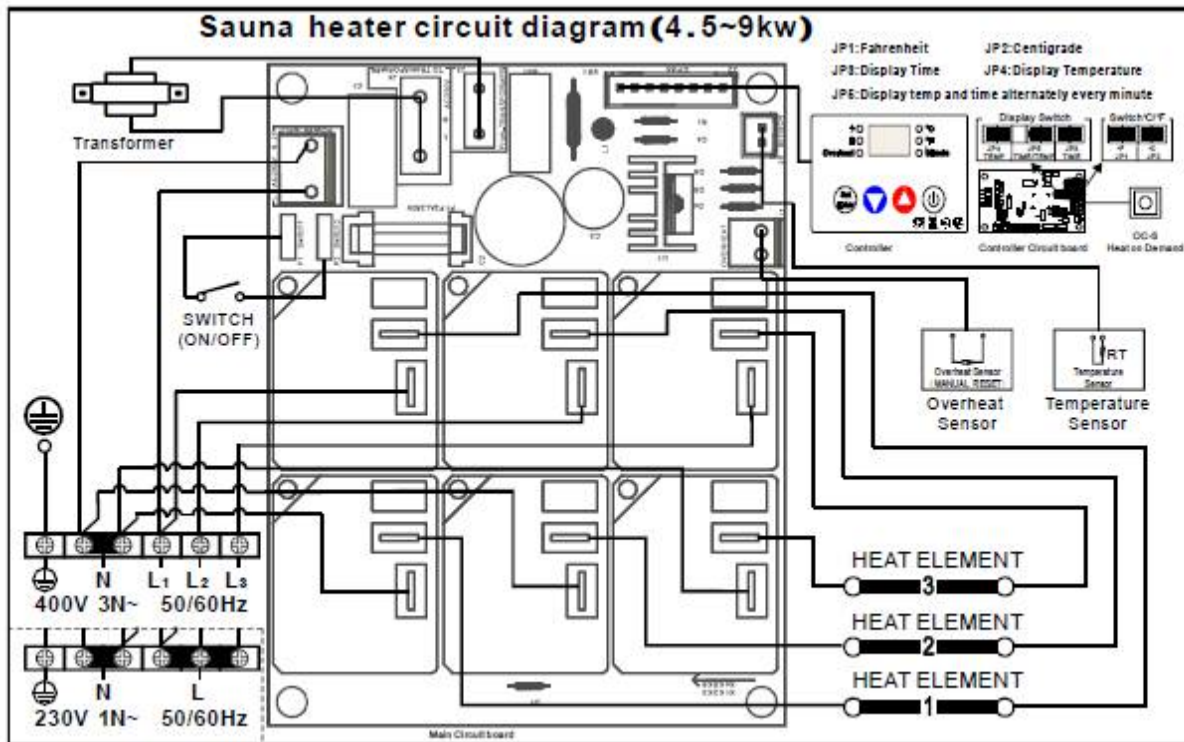 Sauna heater circuit diagram(4.5~9kw)
JP1:Fahrenheit JP2:Centigrade
JP3:Display Time JP4:Display Temperature
JP5:Display temp and time alternately every minute
Transformer
Display Switch Switch/C/F
Controller Controller Circuit board
OC-S
Heat on Demand
SWITCH
(ON/OFF)
RT
Overheat Sensor
(MANUAL RESET)
Temperature
Sensor
Overheat
Sensor
Temperature
Sensor
N L1 L2 L3
400V 3N~ 50/60Hz
HEAT ELEMENT
3
HEAT ELEMENT
2
HEAT ELEMENT
1
N L
230V 1N~ 50/60Hz
Main Circuit board